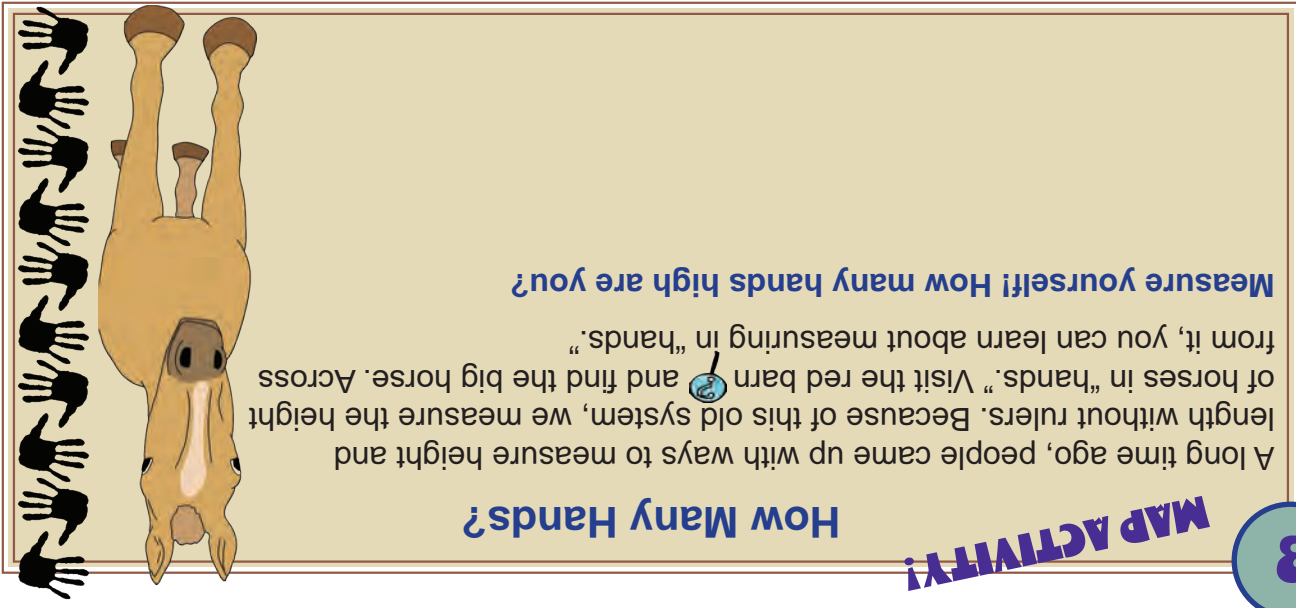 MAP ACTIVITY!
How Many Hands?
A long time ago, people came up with ways to measure height and
length without rulers. Because of this old system, we measure the height
of horses in "hands." Visit the red barn and find the big horse. Across
from it, you can learn about measuring in "hands."
Measure yourself! How many hands high are you?